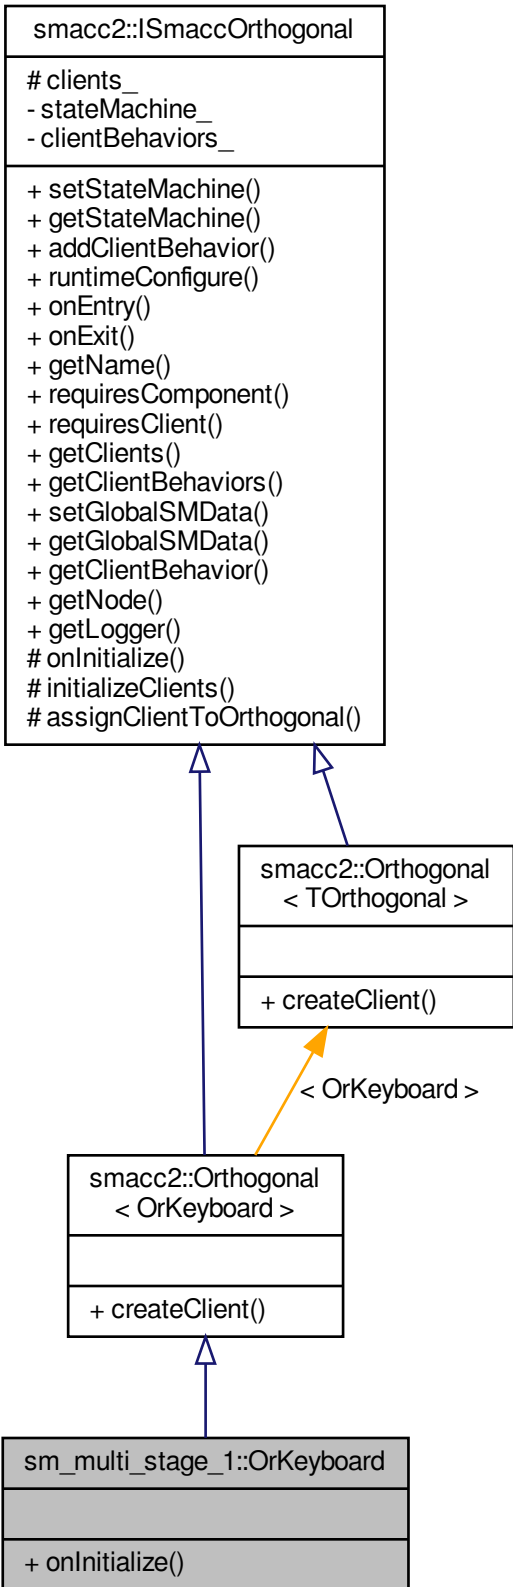 smacc2::ISmaccOrthogonal
# clients_
- stateMachine_
- clientBehaviors_
+ setStateMachine()
+ getStateMachine()
+ addClientBehavior()
+ runtimeConfigure()
+ onEntry()
+ onExit()
+ getName()
+ requiresComponent()
+ requiresClient()
+ getClients()
+ getClientBehaviors()
+ setGlobalSMData()
+ getGlobalSMData()
+ getClientBehavior()
+ getNode()
+ getLogger()
# onInitialize()
# initializeClients()
# assignClientToOrthogonal()
smacc2::Orthogonal
< TOrthogonal >
+ createClient()
< OrKeyboard >
smacc2::Orthogonal
< OrKeyboard >
+ createClient()
sm_multi_stage_1::OrKeyboard
+ onInitialize()